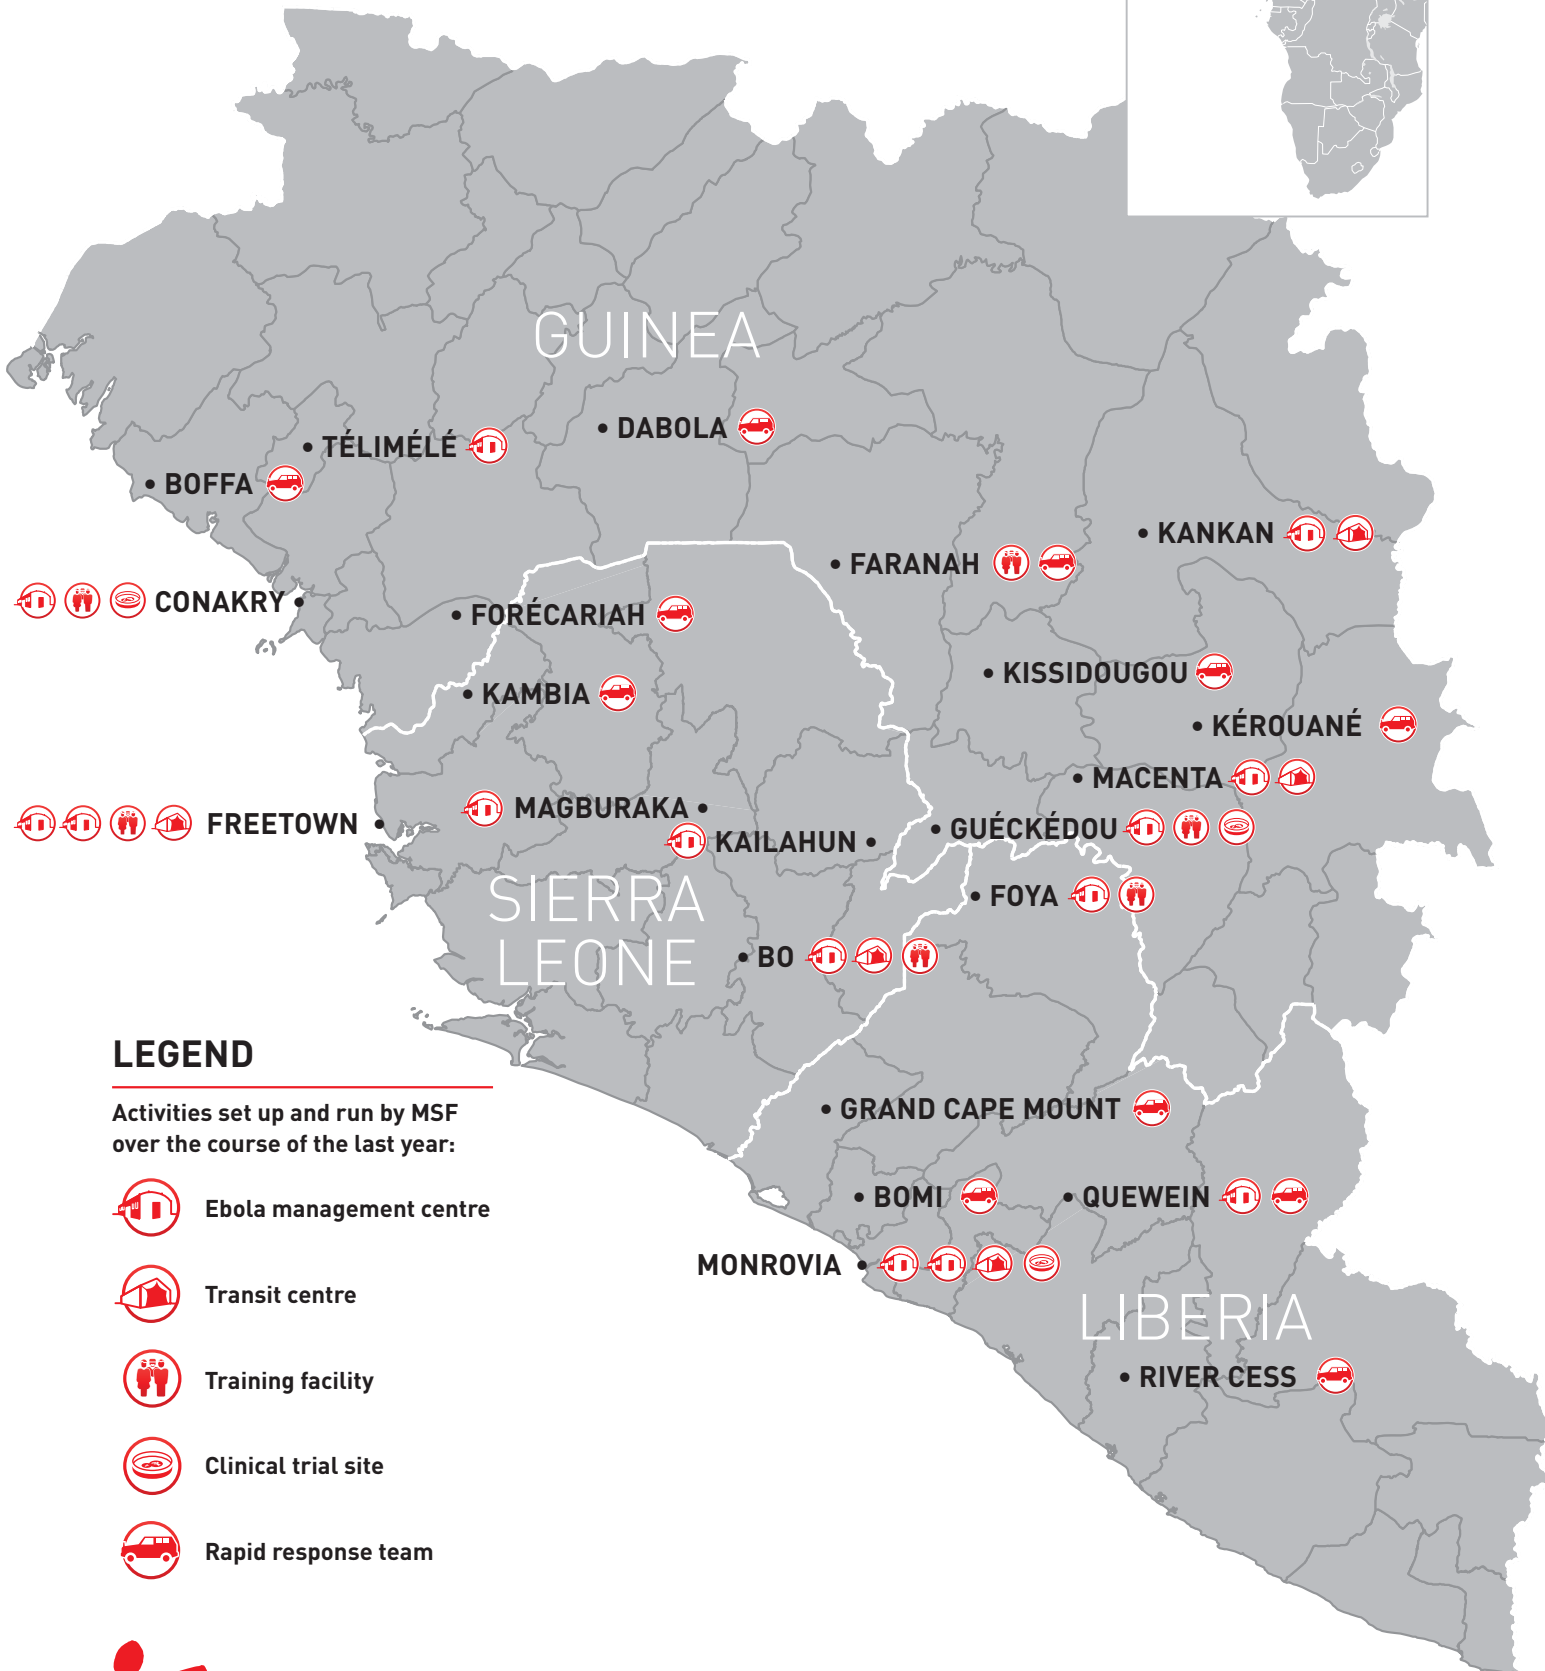 GUINEA
• DABOLA
• TÉLIMÉLÉ
• BOFFA
• KANKAN
• FARANAH
CONAKRY •
• FORÉCARIAH
• KISSIDOUGOU
• KAMBIA
• KÉROUANÉ
• MACENTA
MAGBURAKA •
FREETOWN •
• GUÉCKÉDOU
KAILAHUN •
SIERRA
LEONE
• FOYA
• BO
LEGEND
Activities set up and run by MSF
over the course of the last year:
Ebola management centre
Transit centre
Training facility
Clinical trial site
Rapid response team
• GRAND CAPE MOUNT
• BOMI
• QUEWEIN
MONROVIA •
LIBERIA
• RIVER CESS